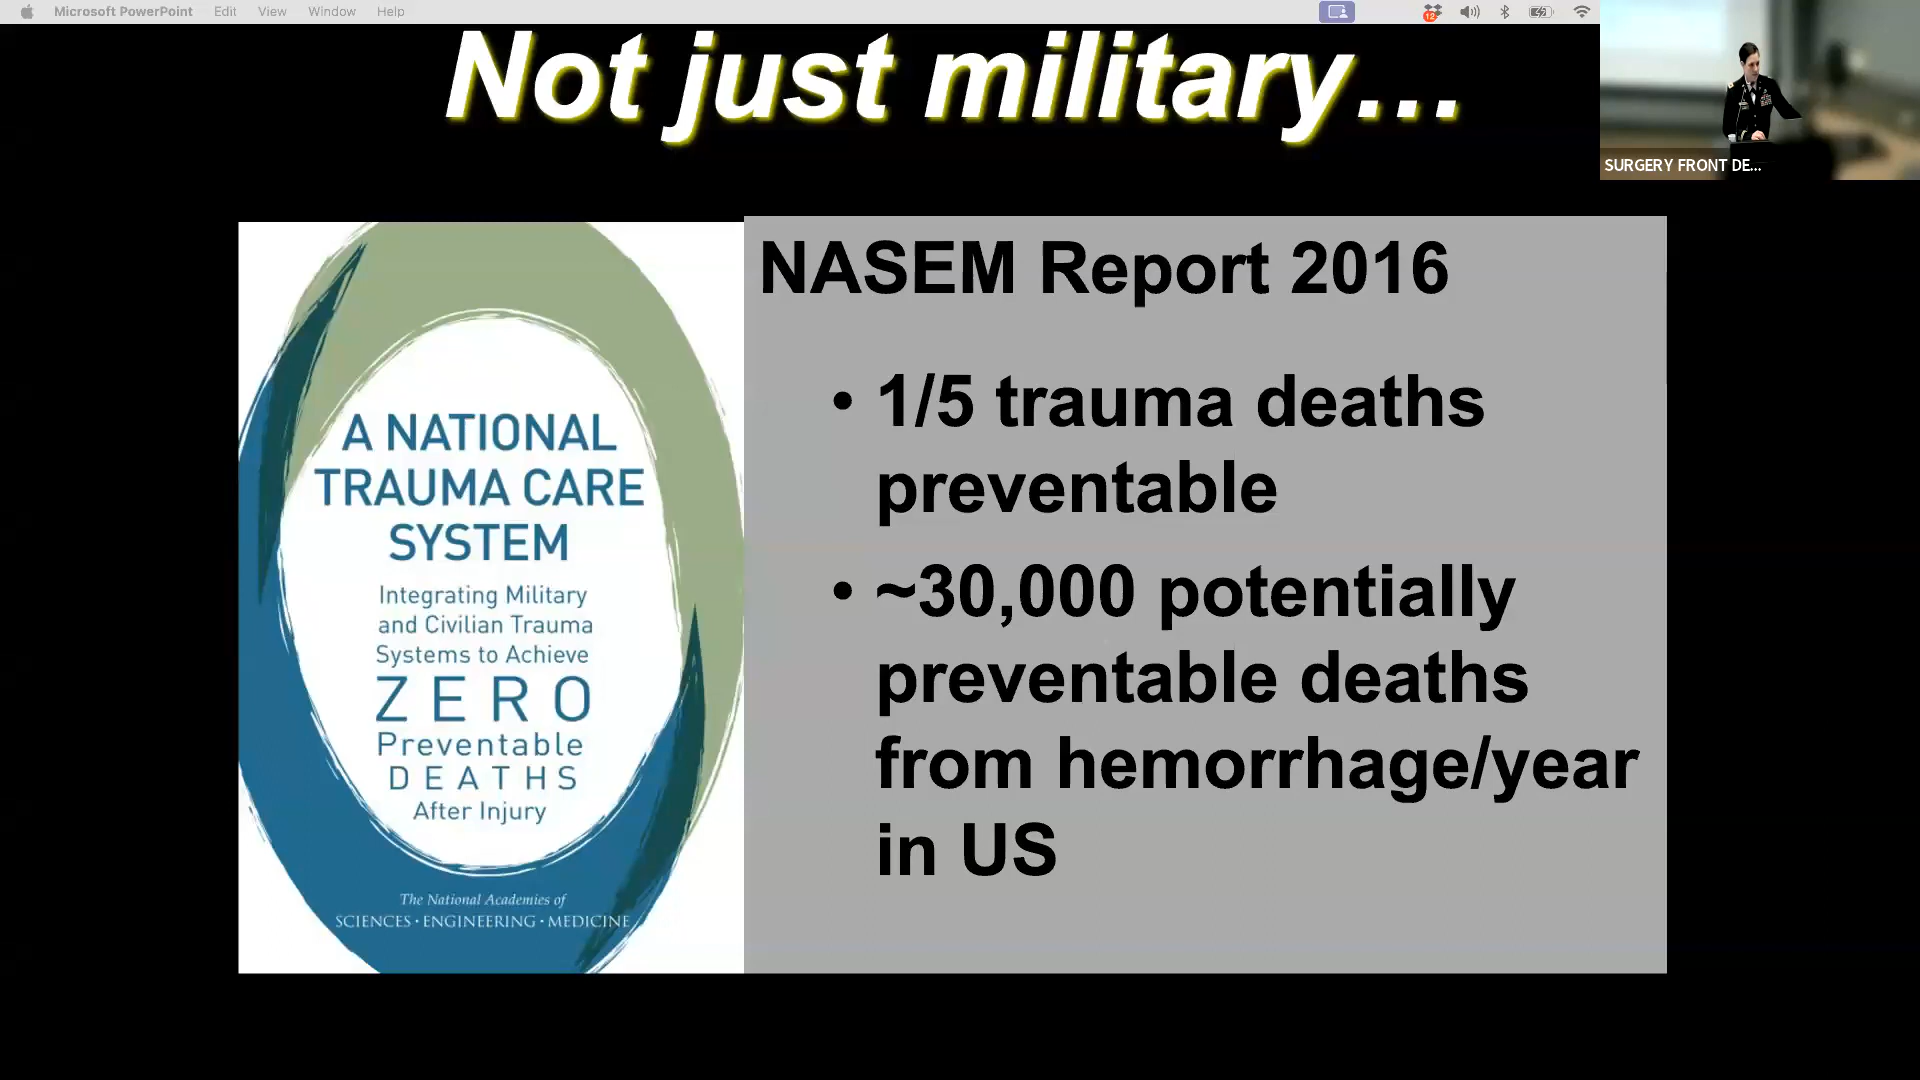 Microsoft PowerPoint Edit View Window Help
12
Not just military...
SURGERY FRONT DE...
A NATIONAL
TRAUMA CARE
SYSTEM
Integrating Military
and Civilian Trauma
Systems to Achieve
ZERO
Preventable
DEATHS
After Injury
The National Academies of
SCIENCES · ENGINEERING · MEDICINE
NASEM Report 2016
• 1/5 trauma deaths
preventable
• ~30,000 potentially
preventable deaths
from hemorrhage/year
in US